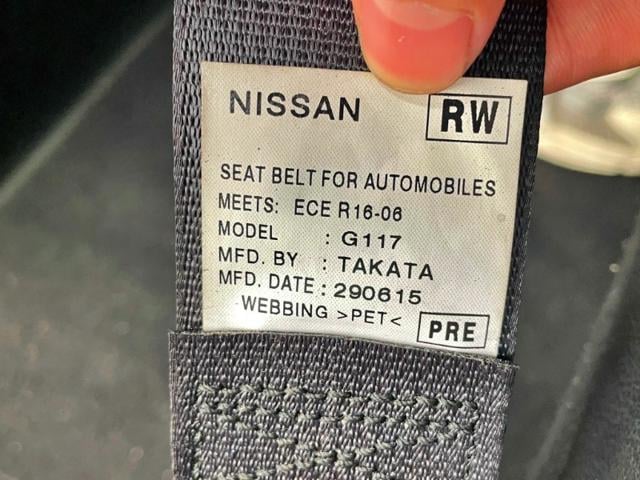 NISSAN RW
SEAT BELT FOR AUTOMOBILES
MEETS: ECE R16-06
MODEL : G117
MFD. BY : TAKATA
MFD. DATE : 290615
WEBBING >PET< PRE